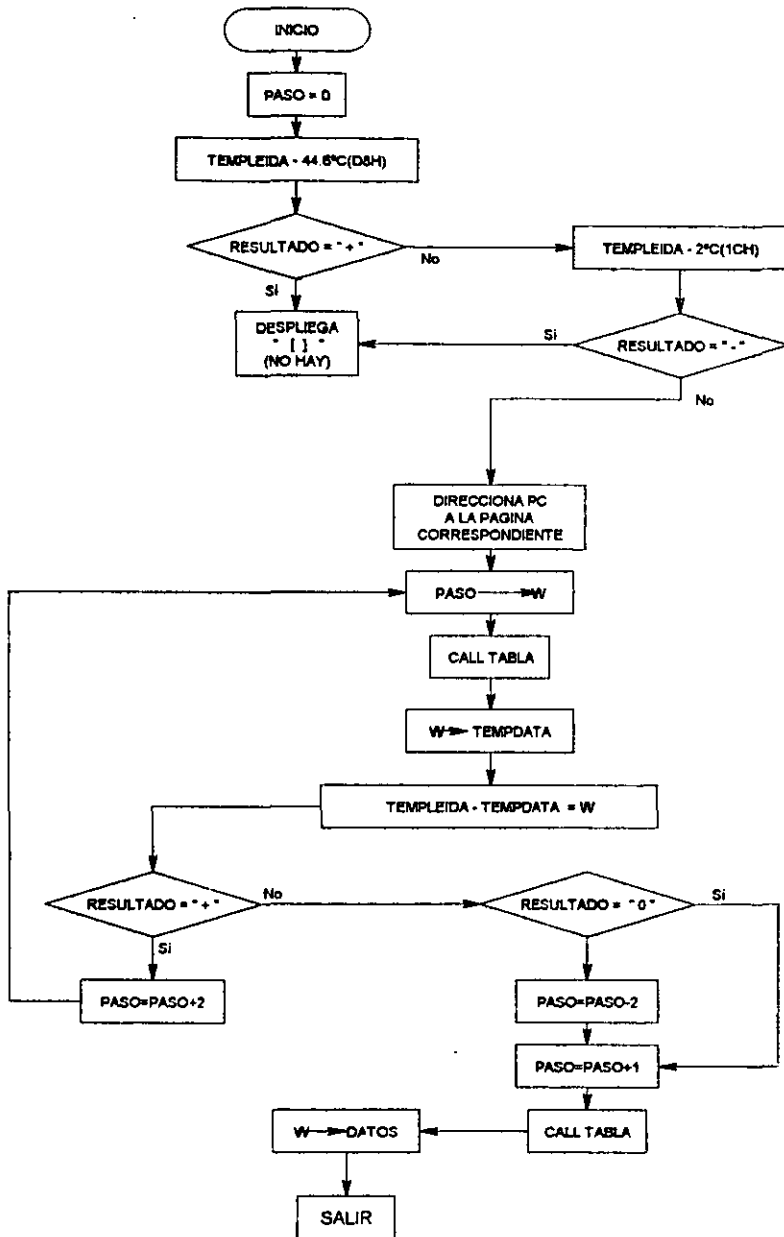 INICIO
PASO = 0
TEMPLEIDA - 44.6ºC(D8H)
RESULTADO = " + "
No
TEMPLEIDA - 2ºC(1CH)
Si
DESPLIEGA
" [ ] "
(NO HAY)
Si
RESULTADO = " - "
No
DIRECCIONA PC
A LA PAGINA
CORRESPONDIENTE
PASO W
CALL TABLA
W TEMPDATA
TEMPLEIDA - TEMPDATA = W
RESULTADO = " + "
No
RESULTADO = " 0 "
Si
Si
PASO=PASO+2
PASO=PASO-2
PASO=PASO+1
W DATOS
CALL TABLA
SALIR